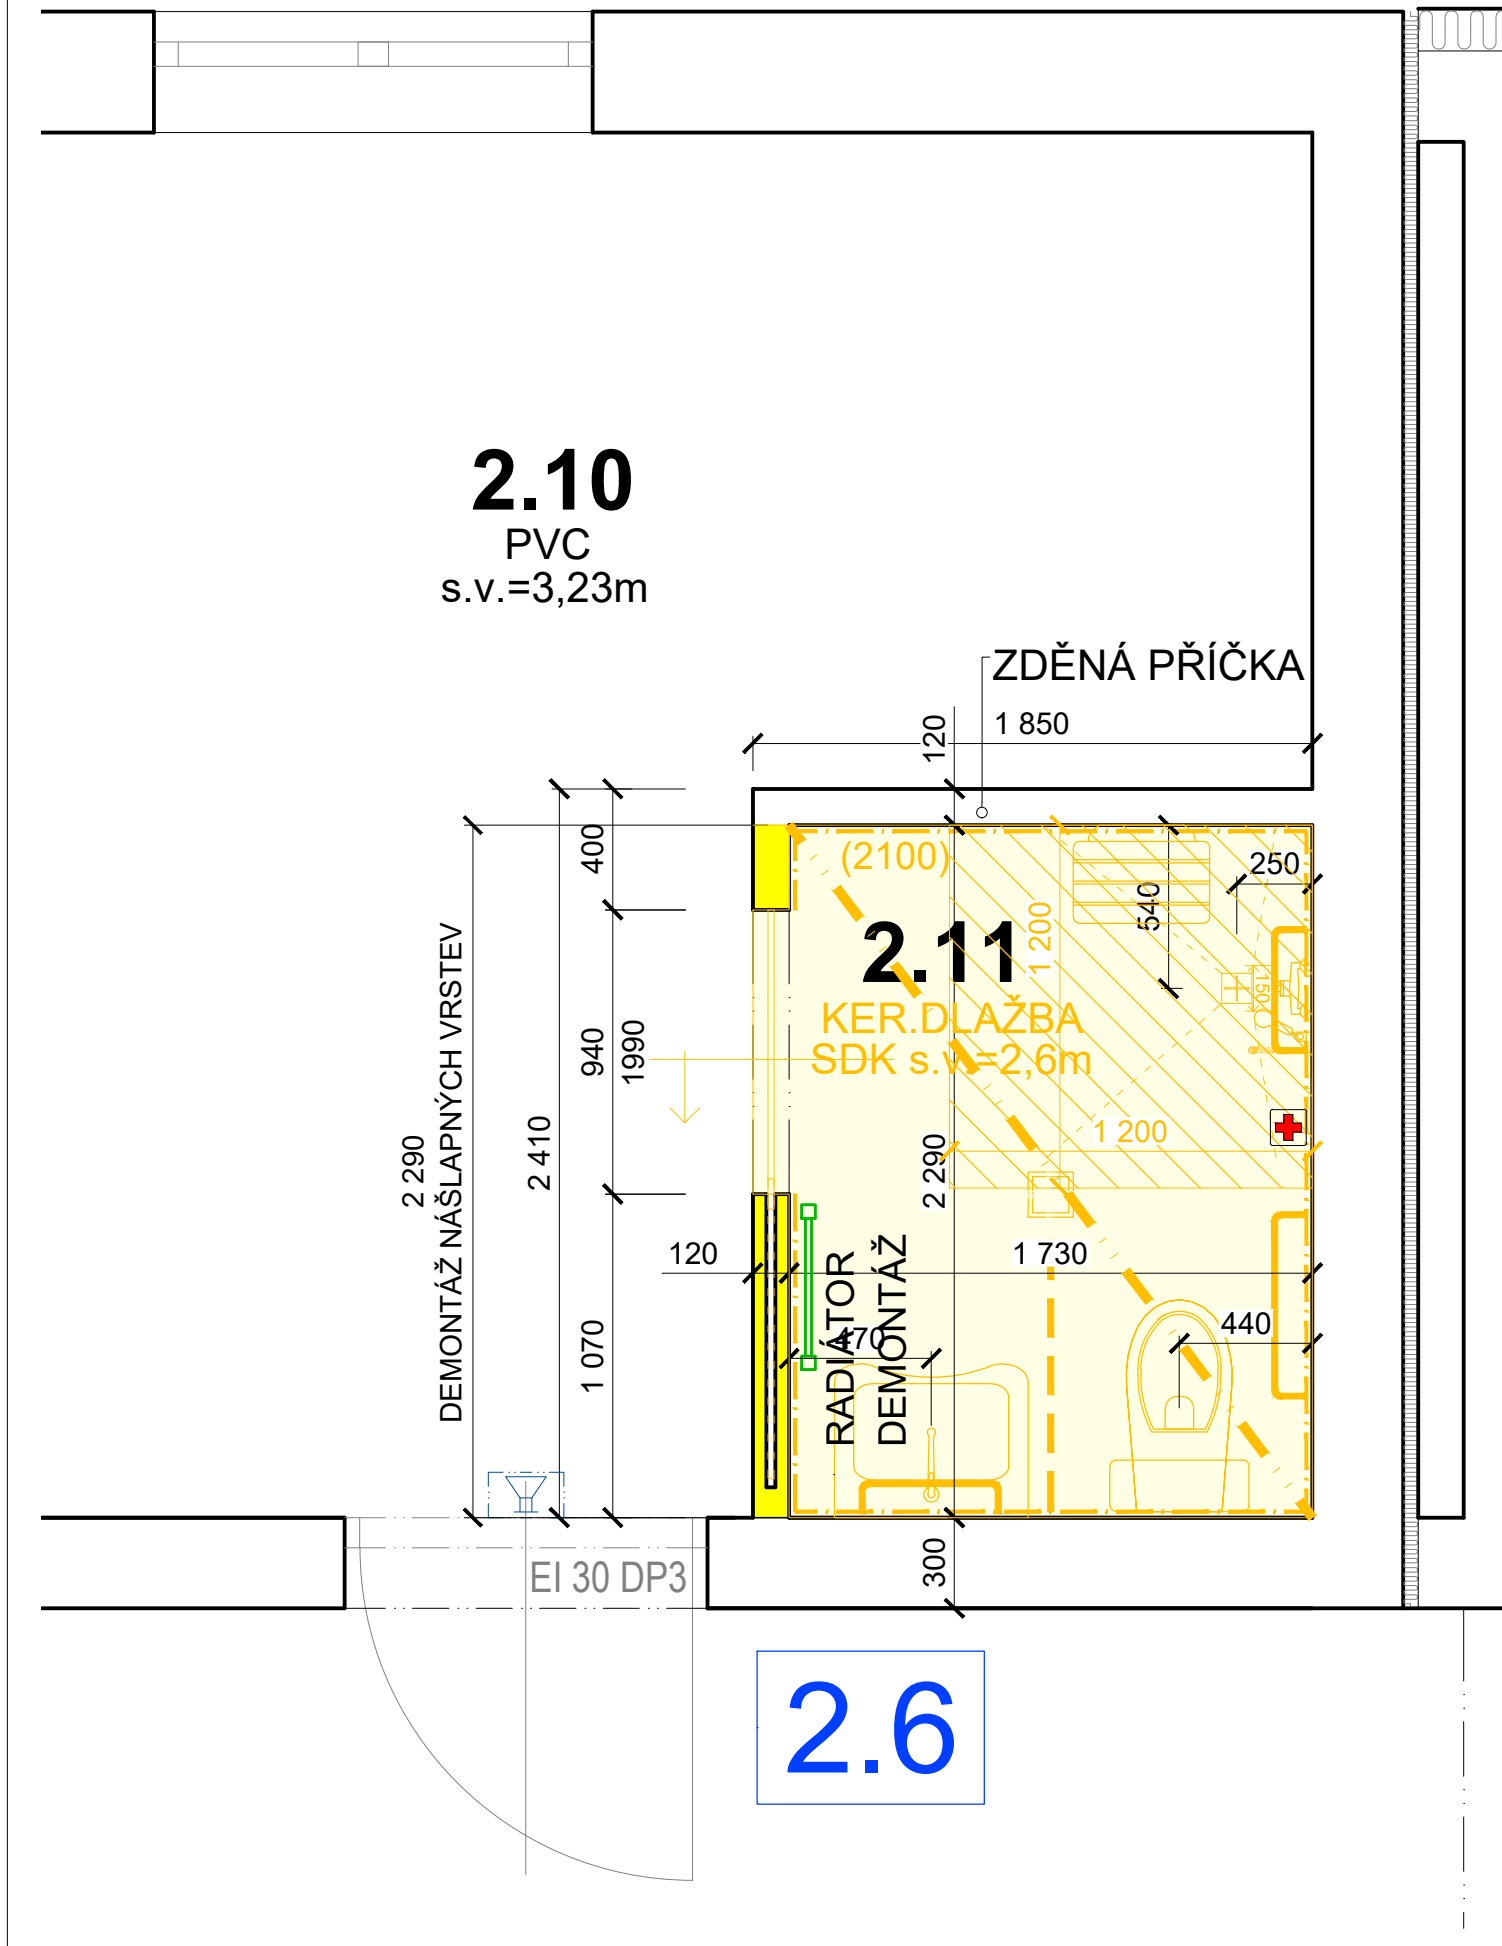 2.10
PVC
s.v.=3,23m
ZDĚNÁ PŘÍČKA
120
1 850
400
(2100)
250
540
1 200
2.11
150
KER.DLAŽBA
SDK s.v.=2,6m
940
1990
DEMONTÁŽ NÁŠLAPNÝCH VRSTEV
2 290
2 410
1 200
2 290
120
1 730
RADIÁTOR
DEMONTÁŽ
470
440
1 070
300
EI 30 DP3
2.6